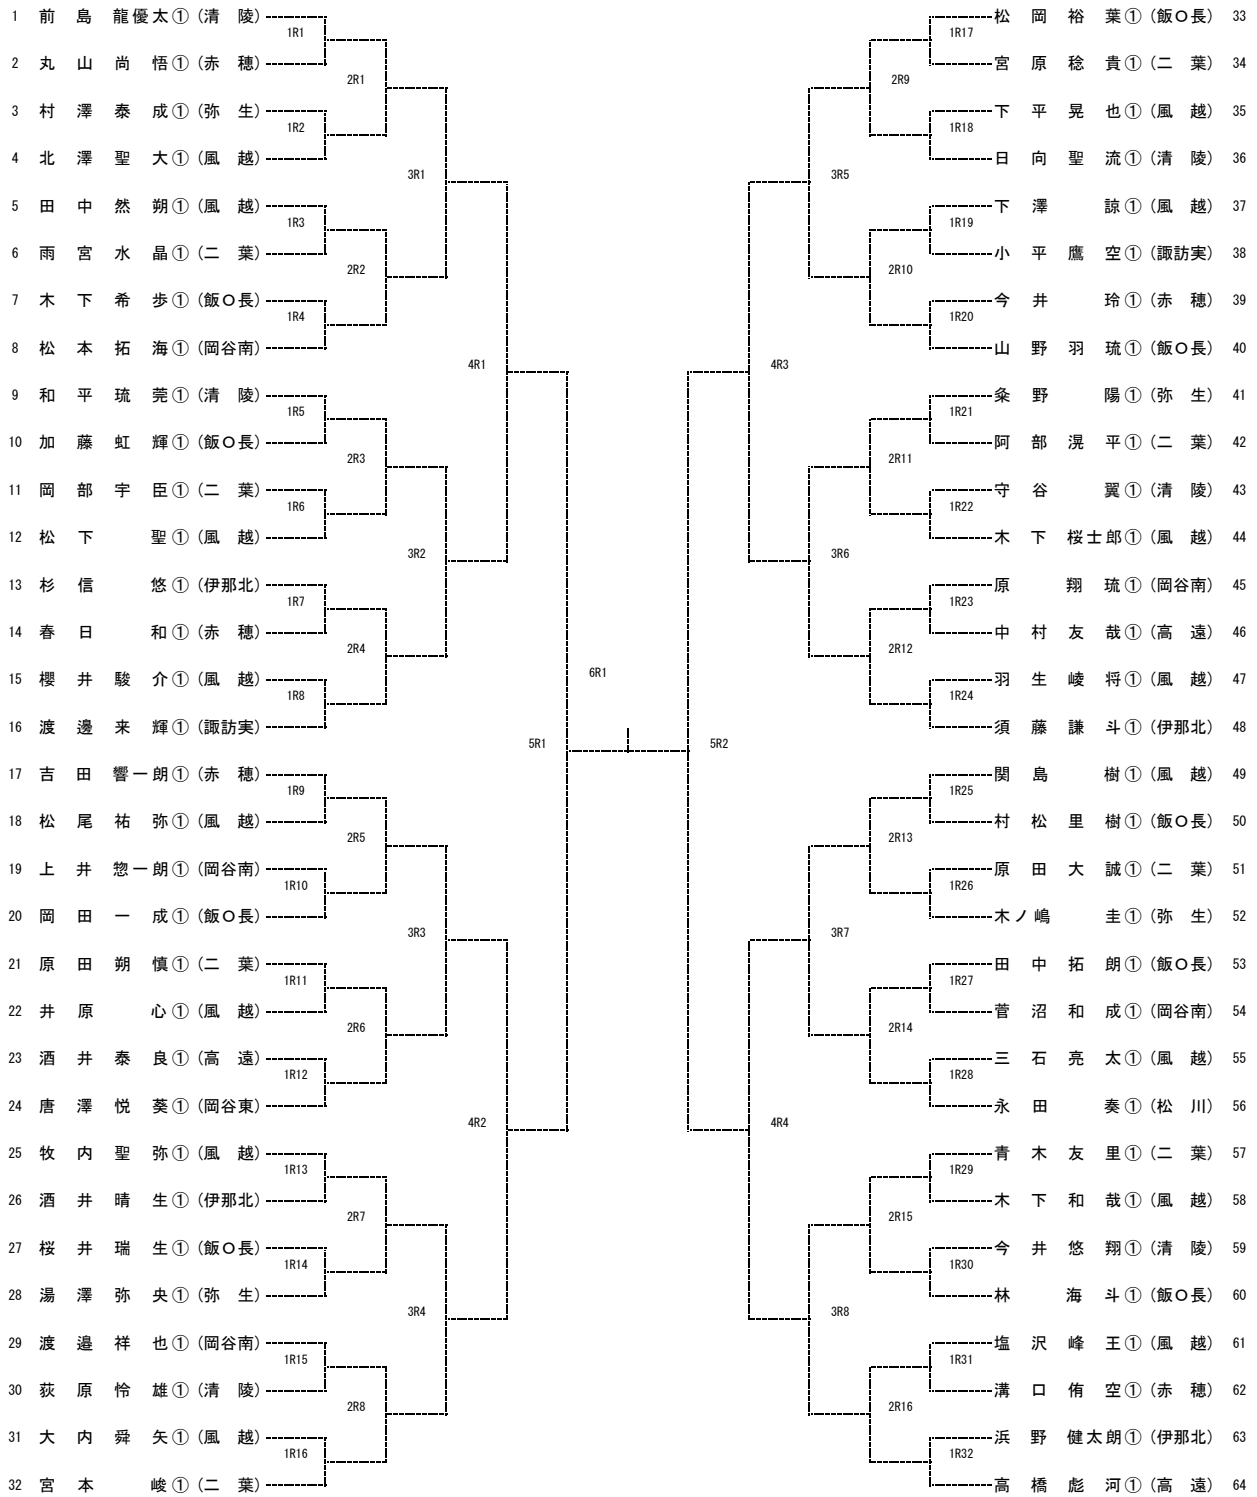 1 前島 龍優太①(清 陵)
1R1
2 丸山 尚悟①(赤 穂)
2R1
3 村澤 泰成①(弥 生)
1R2
4 北澤 聖大①(風 越)
3R1
5 田中 然朔①(風 越)
1R3
6 雨宮 水晶①(二 葉)
2R2
7 木下 希歩①(飯O長)
1R4
8 松本 拓海①(岡谷南)
4R1
9 和平 琉莞①(清 陵)
1R5
10 加藤 虹輝①(飯O長)
2R3
11 岡部 宇臣①(二 葉)
1R6
12 松下 聖①(風 越)
3R2
13 杉信 悠①(伊那北)
1R7
14 春日 和①(赤 穂)
2R4
15 櫻井 駿介①(風 越)
1R8
16 渡邊 来輝①(諏訪実)
5R1
17 吉田 響一朗①(赤 穂)
1R9
18 松尾 祐弥①(風 越)
2R5
19 上井 惣一朗①(岡谷南)
1R10
20 岡田 一成①(飯O長)
3R3
21 原田 朔慎①(二 葉)
1R11
22 井原 心①(風 越)
2R6
23 酒井 泰良①(高 遠)
1R12
24 唐澤 悦葵①(岡谷東)
4R2
25 牧内 聖弥①(風 越)
1R13
26 酒井 晴生①(伊那北)
2R7
27 桜井 瑞生①(飯O長)
1R14
28 湯澤 弥央①(弥 生)
3R4
29 渡邉 祥也①(岡谷南)
1R15
30 荻原 怜雄①(清 陵)
2R8
31 大内 舜矢①(風 越)
1R16
32 宮本 峻①(二 葉)
6R1
松岡 裕葉①(飯O長) 33
1R17
宮原 稔貴①(二 葉) 34
2R9
下平 晃也①(風 越) 35
1R18
日向 聖流①(清 陵) 36
3R5
下澤 諒①(風 越) 37
1R19
小平 鷹空①(諏訪実) 38
2R10
今井 玲①(赤 穂) 39
1R20
山野 羽琉①(飯O長) 40
4R3
粂野 陽①(弥 生) 41
1R21
阿部 滉平①(二 葉) 42
2R11
守谷 翼①(清 陵) 43
1R22
木下 桜士郎①(風 越) 44
3R6
原 翔琉①(岡谷南) 45
1R23
中村 友哉①(高 遠) 46
2R12
羽生 崚将①(風 越) 47
1R24
須藤 謙斗①(伊那北) 48
5R2
関島 樹①(風 越) 49
1R25
村松 里樹①(飯O長) 50
2R13
原田 大誠①(二 葉) 51
1R26
木ノ嶋 圭①(弥 生) 52
3R7
田中 拓朗①(飯O長) 53
1R27
菅沼 和成①(岡谷南) 54
2R14
三石 亮太①(風 越) 55
1R28
永田 奏①(松 川) 56
4R4
青木 友里①(二 葉) 57
1R29
木下 和哉①(風 越) 58
2R15
今井 悠翔①(清 陵) 59
1R30
林 海斗①(飯O長) 60
3R8
塩沢 峰王①(風 越) 61
1R31
溝口 侑空①(赤 穂) 62
2R16
浜野 健太朗①(伊那北) 63
1R32
高橋 彪河①(高 遠) 64